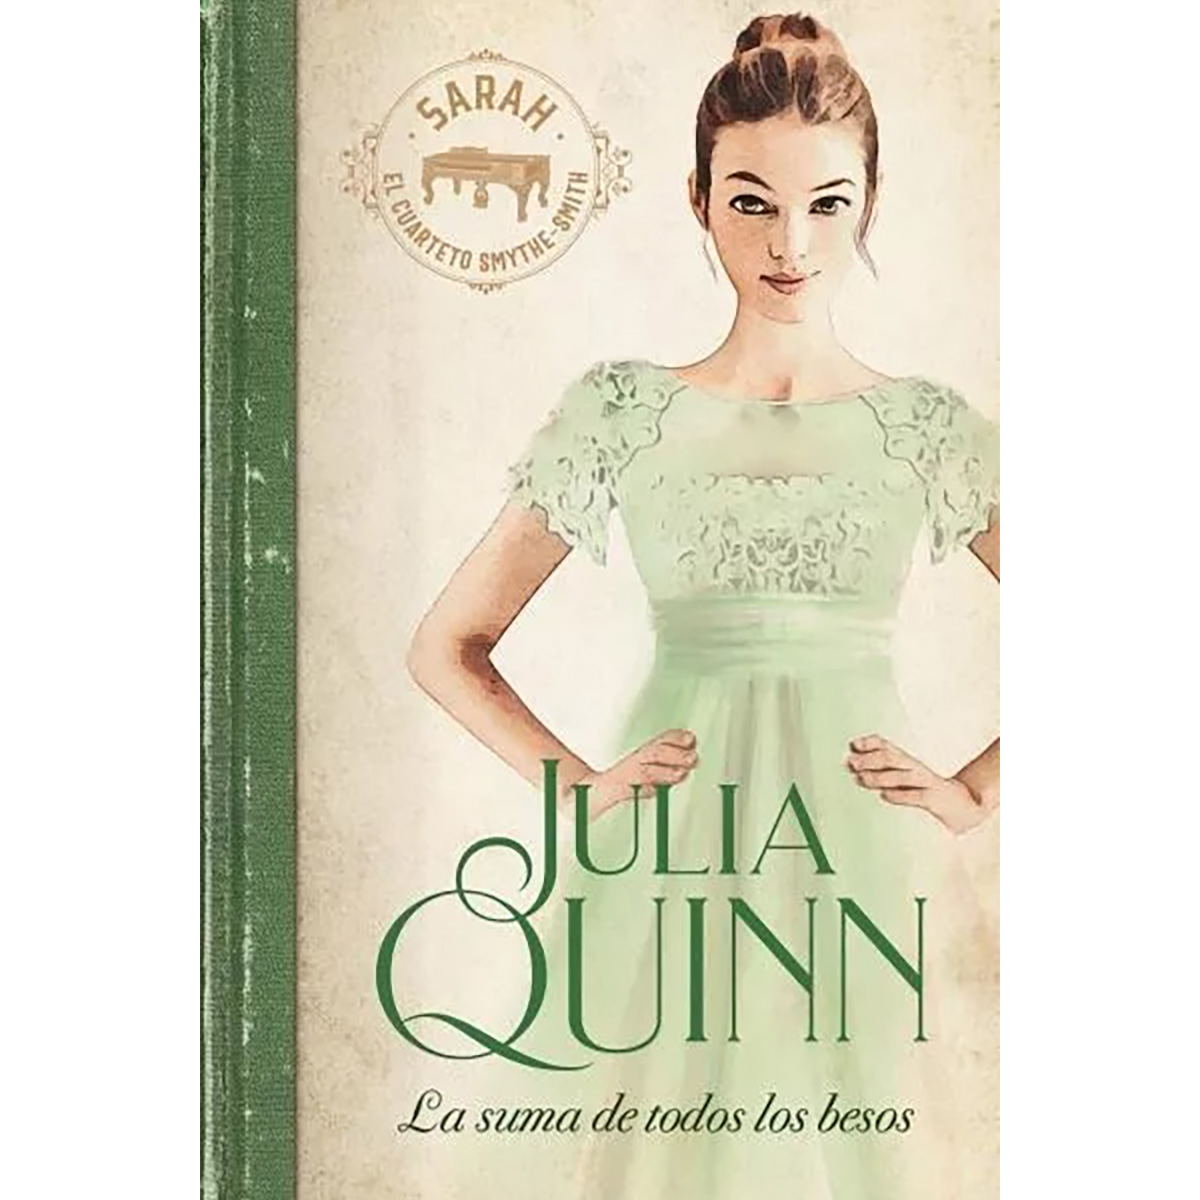 SARAH
EL CUARTETO SMYTHE-SMITH
JULIA
QUINN
La suma de todos los besos